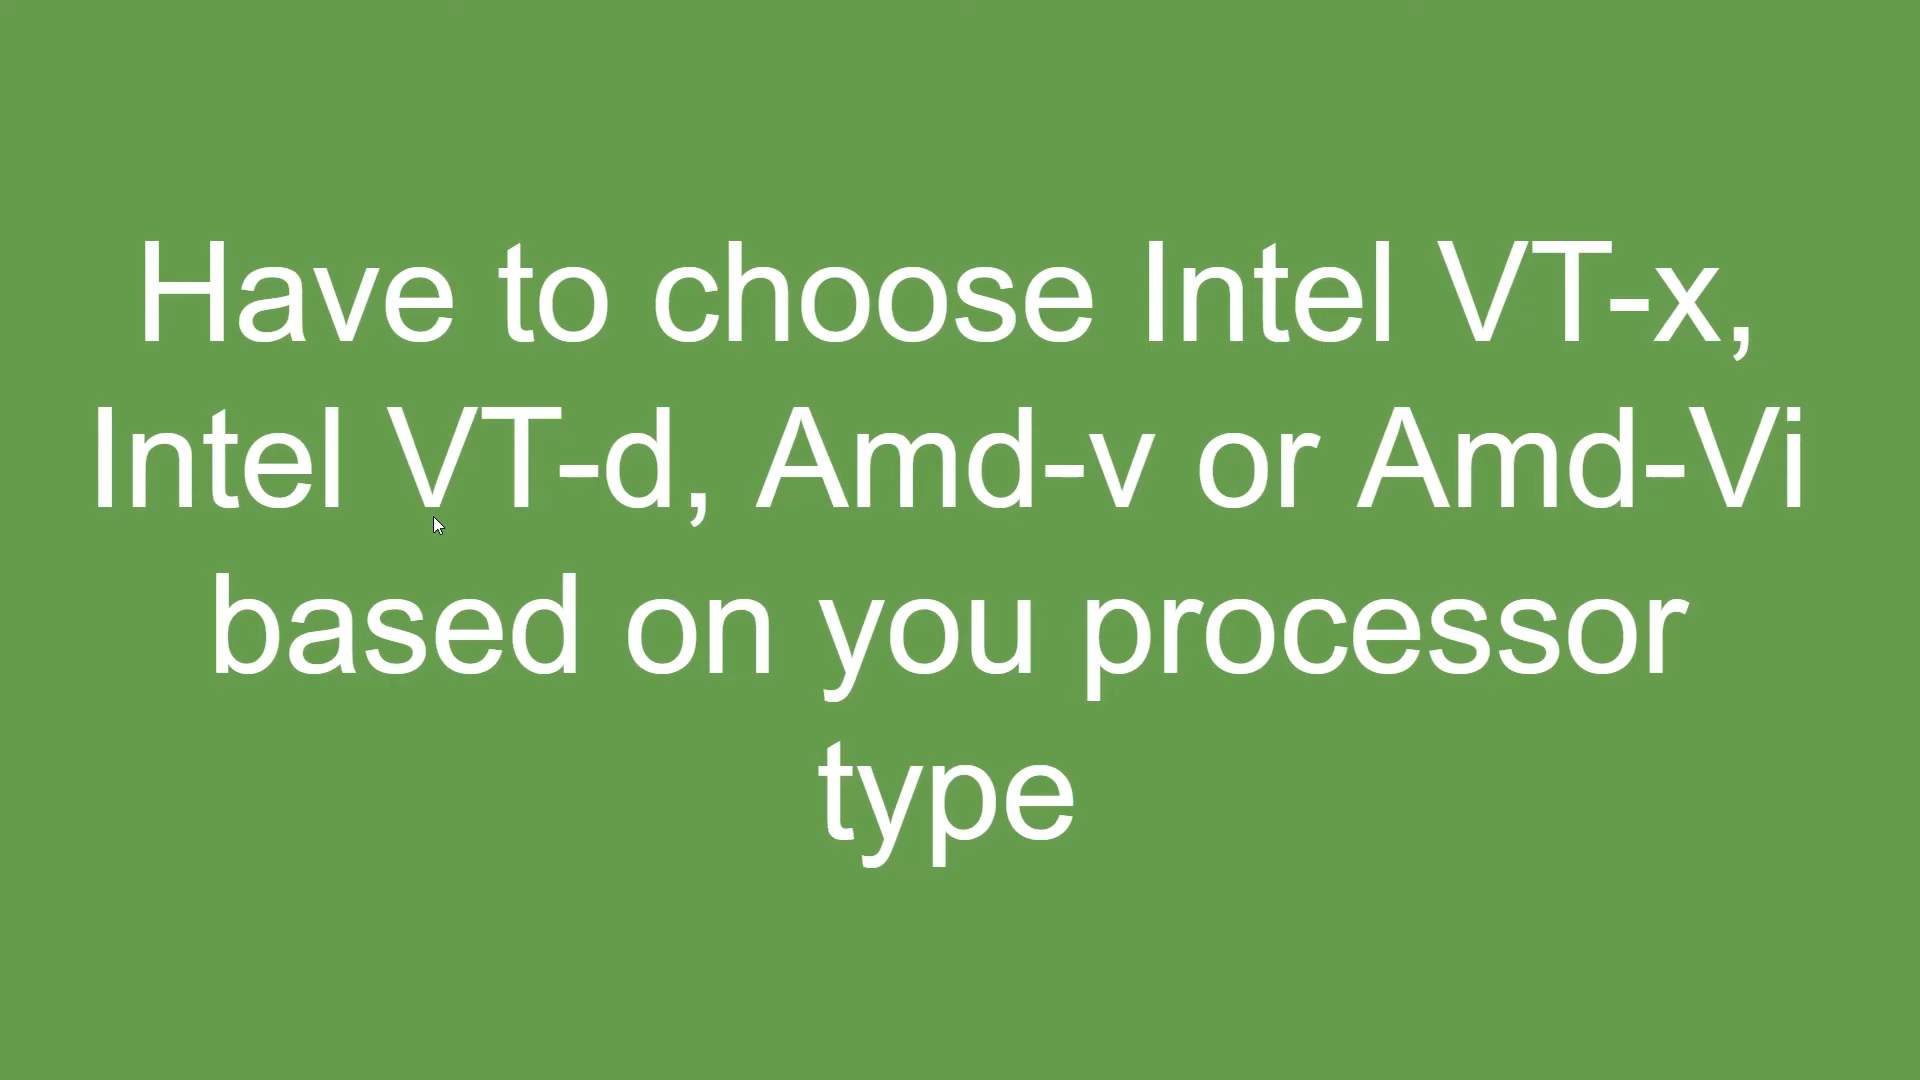 Have to choose Intel VT-x,
Intel VT-d, Amd-v or Amd-Vi
based on you processor
type